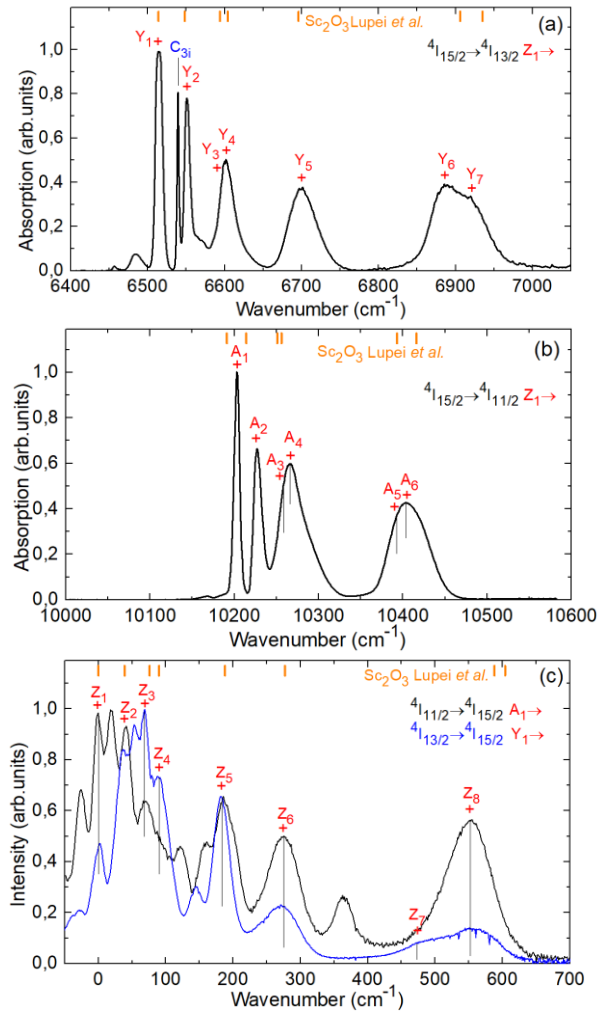 Sc₂O₃ Lupei et al. (a)
⁴I₁₅/₂→⁴I₁₃/₂ Z₁→
Y₁ C₃ᵢ Y₂ Y₃ Y₄ Y₅ Y₆ Y₇
Absorption (arb.units)
1,0
0,8
0,6
0,4
0,2
0,0
6400 6500 6600 6700 6800 6900 7000
Wavenumber (cm⁻¹)
(b)
Sc₂O₃ Lupei et al.
⁴I₁₅/₂→⁴I₁₁/₂ Z₁→
A₁ A₂ A₃ A₄ A₅ A₆
Absorption (arb.units)
1,0
0,8
0,6
0,4
0,2
0,0
10000 10100 10200 10300 10400 10500 10600
Wavenumber (cm⁻¹)
Sc₂O₃ Lupei et al. (c)
⁴I₁₁/₂→⁴I₁₅/₂ A₁→
⁴I₁₃/₂→⁴I₁₅/₂ Y₁→
Z₁ Z₂ Z₃ Z₄ Z₅ Z₆ Z₇ Z₈
Intensity (arb.units)
1,0
0,8
0,6
0,4
0,2
0,0
0 100 200 300 400 500 600 700
Wavenumber (cm⁻¹)